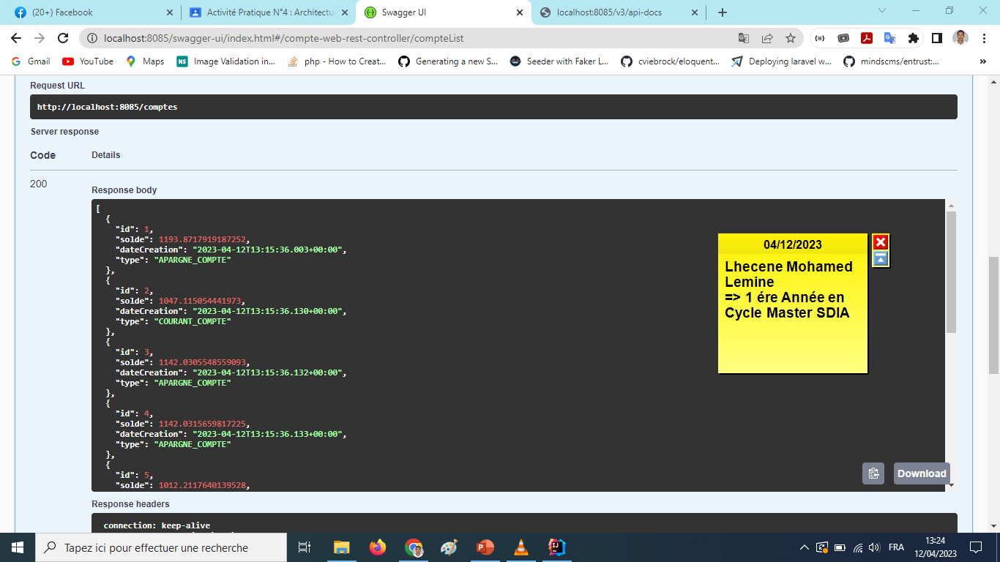 (20+) Facebook
Activité Pratique N°4 : Architectu
Swagger UI
localhost:8085/v3/api-docs
localhost:8085/swagger-ui/index.html#/compte-web-rest-controller/compteList
Gmail
YouTube
Maps
NS
Image Validation in...
php - How to Creat...
Generating a new S...
Seeder with Faker L...
cviebrock/eloquent...
Deploying laravel w...
mindscms/entrust:...
»
Request URL
http://localhost:8085/comptes
Server response
Code
Details
200
Response body
[
{
"id": 1,
"solde": 1193.8717919187252,
"dateCreation": "2023-04-12T13:15:36.003+00:00",
"type": "APARGNE_COMPTE"
},
{
"id": 2,
"solde": 1047.115054441973,
"dateCreation": "2023-04-12T13:15:36.130+00:00",
"type": "COURANT_COMPTE"
},
{
"id": 3,
"solde": 1142.0305548559093,
"dateCreation": "2023-04-12T13:15:36.132+00:00",
"type": "APARGNE_COMPTE"
},
{
"id": 4,
"solde": 1142.0315659817225,
"dateCreation": "2023-04-12T13:15:36.133+00:00",
"type": "APARGNE_COMPTE"
},
{
"id": 5,
"solde": 1012.2117640139528,
04/12/2023
Lhecene Mohamed
Lemine
=> 1 ére Année en
Cycle Master SDIA
Download
Response headers
connection: keep-alive
Tapez ici pour effectuer une recherche
FRA
13:24
12/04/2023